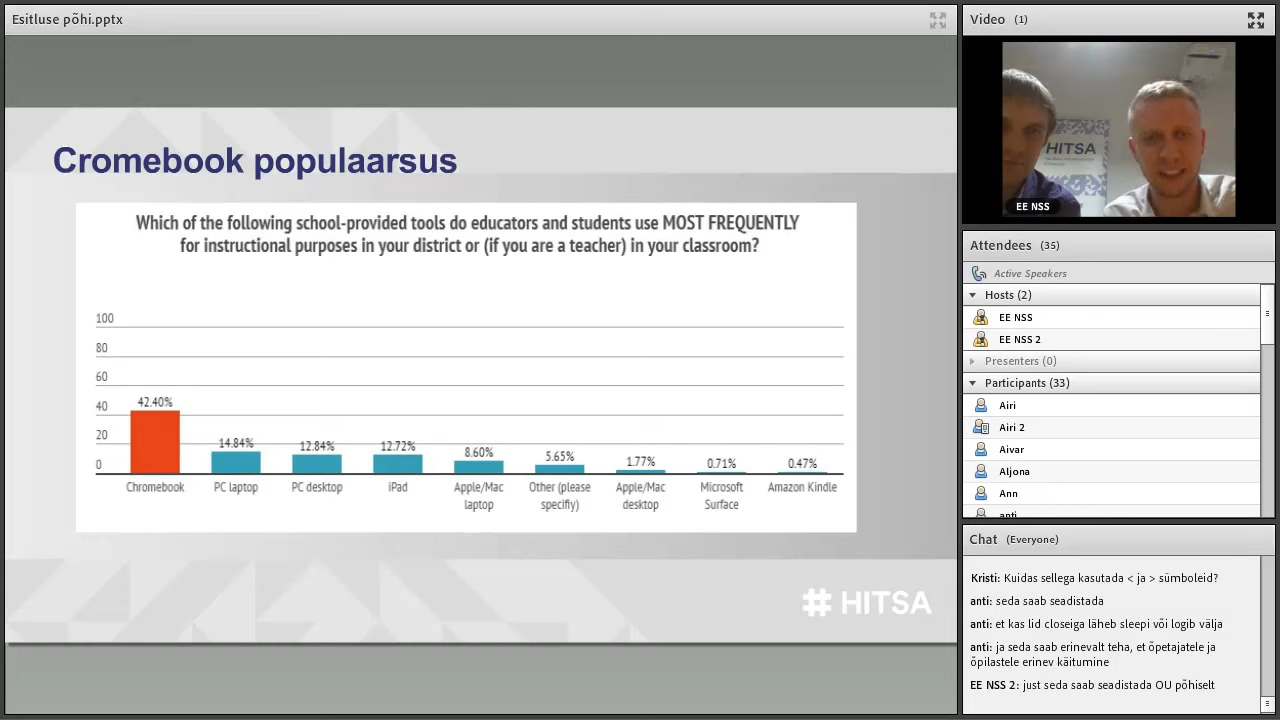 Esitluse põhi.pptx
Cromebook populaarsus
Which of the following school-provided tools do educators and students use MOST FREQUENTLY
for instructional purposes in your district or (if you are a teacher) in your classroom?
100
80
60
40
20
0
42.40%
14.84%
12.84%
12.72%
8.60%
5.65%
1.77%
0.71%
0.47%
Chromebook
PC laptop
PC desktop
iPad
Apple/Mac
laptop
Other (please
specifiy)
Apple/Mac
desktop
Microsoft
Surface
Amazon Kindle
# HITSA
Video (1)
HITSA
EE NSS
Attendees (35)
Active Speakers
Hosts (2)
EE NSS
EE NSS 2
Presenters (0)
Participants (33)
Airi
Airi 2
Aivar
Aljona
Ann
anti
Chat (Everyone)
Kristi: Kuidas sellega kasutada < ja > sümboleid?
anti: seda saab seadistada
anti: et kas lid closeiga läheb sleepi või logib välja
anti: ja seda saab erinevalt teha, et õpetajatele ja
õpilastele erinev käitumine
EE NSS 2: just seda saab seadistada OU põhiselt